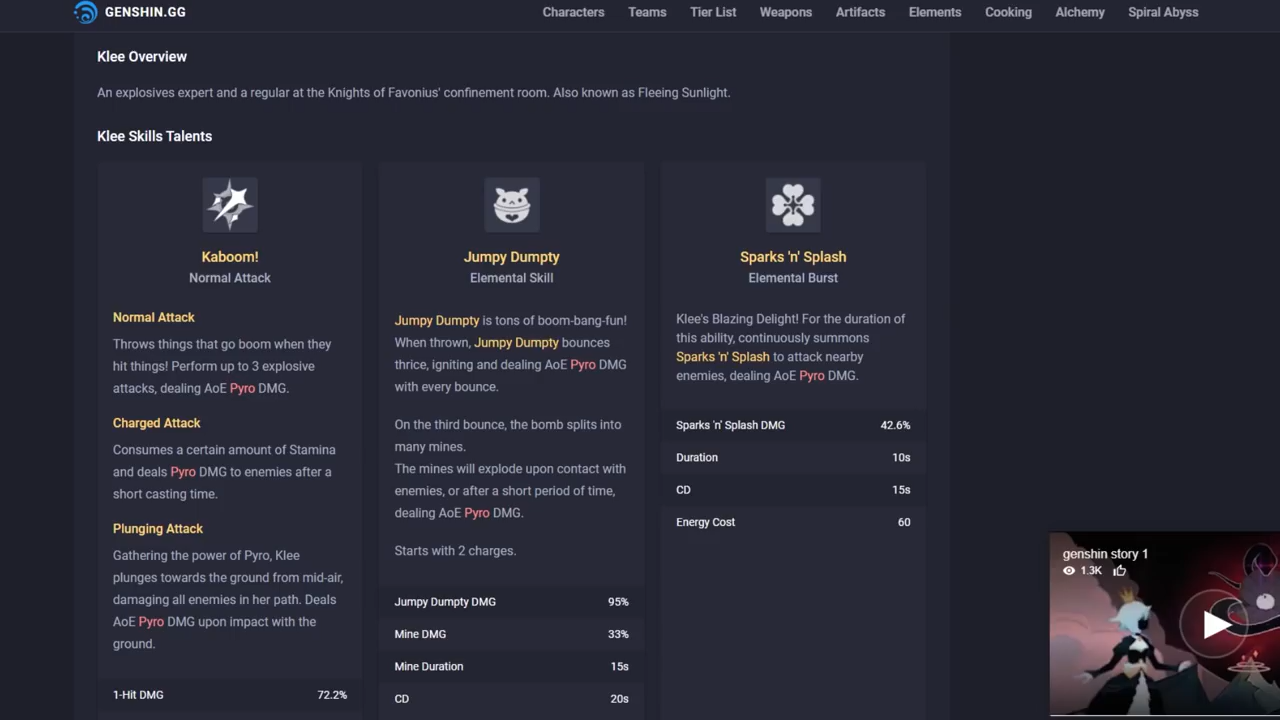 GENSHIN.GG
Characters
Teams
Tier List
Weapons
Artifacts
Elements
Cooking
Alchemy
Spiral Abyss
Klee Overview
An explosives expert and a regular at the Knights of Favonius' confinement room. Also known as Fleeing Sunlight.
Klee Skills Talents
Kaboom!
Normal Attack
Normal Attack
Throws things that go boom when they
hit things! Perform up to 3 explosive
attacks, dealing AoE Pyro DMG.
Charged Attack
Consumes a certain amount of Stamina
and deals Pyro DMG to enemies after a
short casting time.
Plunging Attack
Gathering the power of Pyro, Klee
plunges towards the ground from mid-air,
damaging all enemies in her path. Deals
AoE Pyro DMG upon impact with the
ground.
1-Hit DMG 72.2%
Jumpy Dumpty
Elemental Skill
Jumpy Dumpty is tons of boom-bang-fun!
When thrown, Jumpy Dumpty bounces
thrice, igniting and dealing AoE Pyro DMG
with every bounce.
On the third bounce, the bomb splits into
many mines.
The mines will explode upon contact with
enemies, or after a short period of time,
dealing AoE Pyro DMG.
Starts with 2 charges.
Jumpy Dumpty DMG 95%
Mine DMG 33%
Mine Duration 15s
CD 20s
Sparks 'n' Splash
Elemental Burst
Klee's Blazing Delight! For the duration of
this ability, continuously summons
Sparks 'n' Splash to attack nearby
enemies, dealing AoE Pyro DMG.
Sparks 'n' Splash DMG 42.6%
Duration 10s
CD 15s
Energy Cost 60
genshin story 1
1.3K